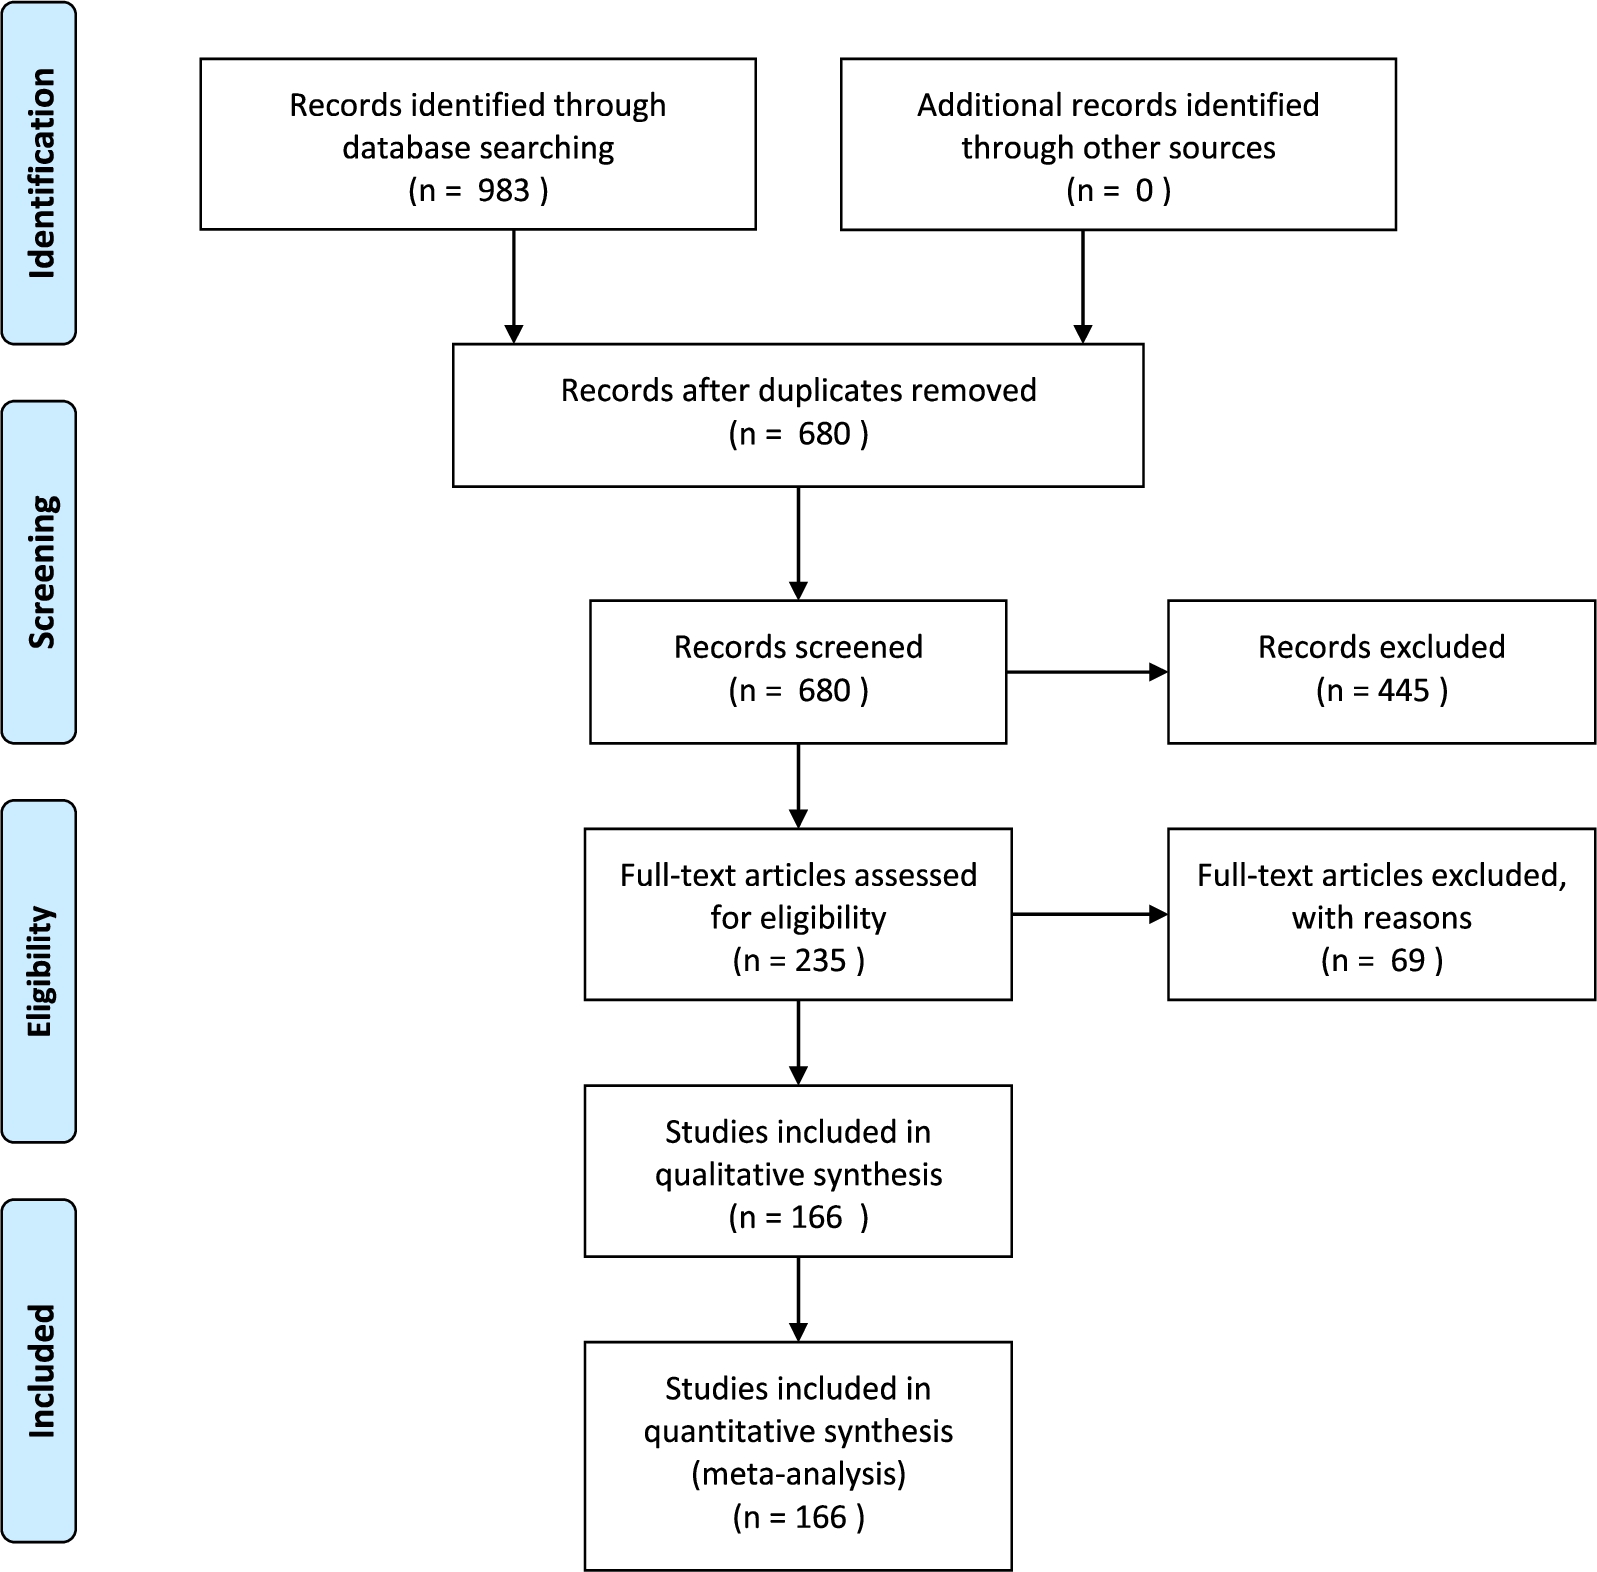 Identification
Records identified through
database searching
(n = 983 )
Additional records identified
through other sources
(n = 0 )
Records after duplicates removed
(n = 680 )
Screening
Records screened
(n = 680 )
Records excluded
(n = 445 )
Eligibility
Full-text articles assessed
for eligibility
(n = 235 )
Full-text articles excluded,
with reasons
(n = 69 )
Studies included in
qualitative synthesis
(n = 166 )
Included
Studies included in
quantitative synthesis
(meta-analysis)
(n = 166 )